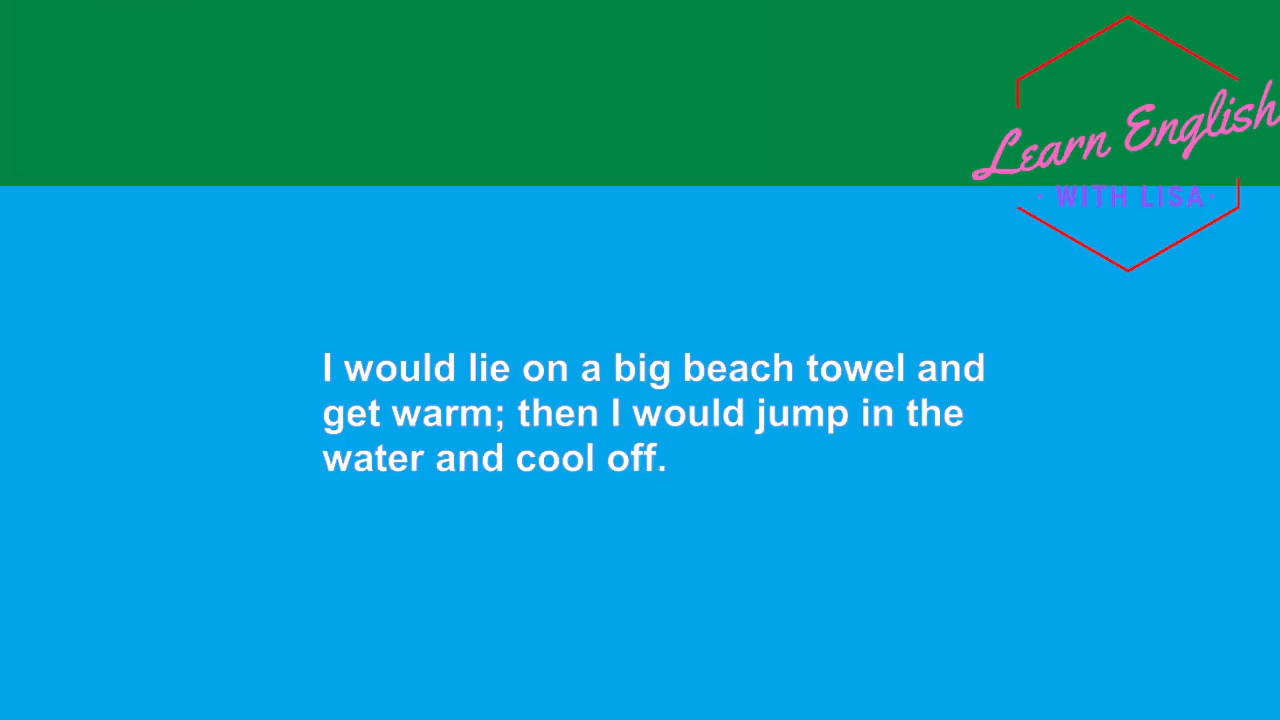 Learn English
· WITH LISA ·
I would lie on a big beach towel and
get warm; then I would jump in the
water and cool off.